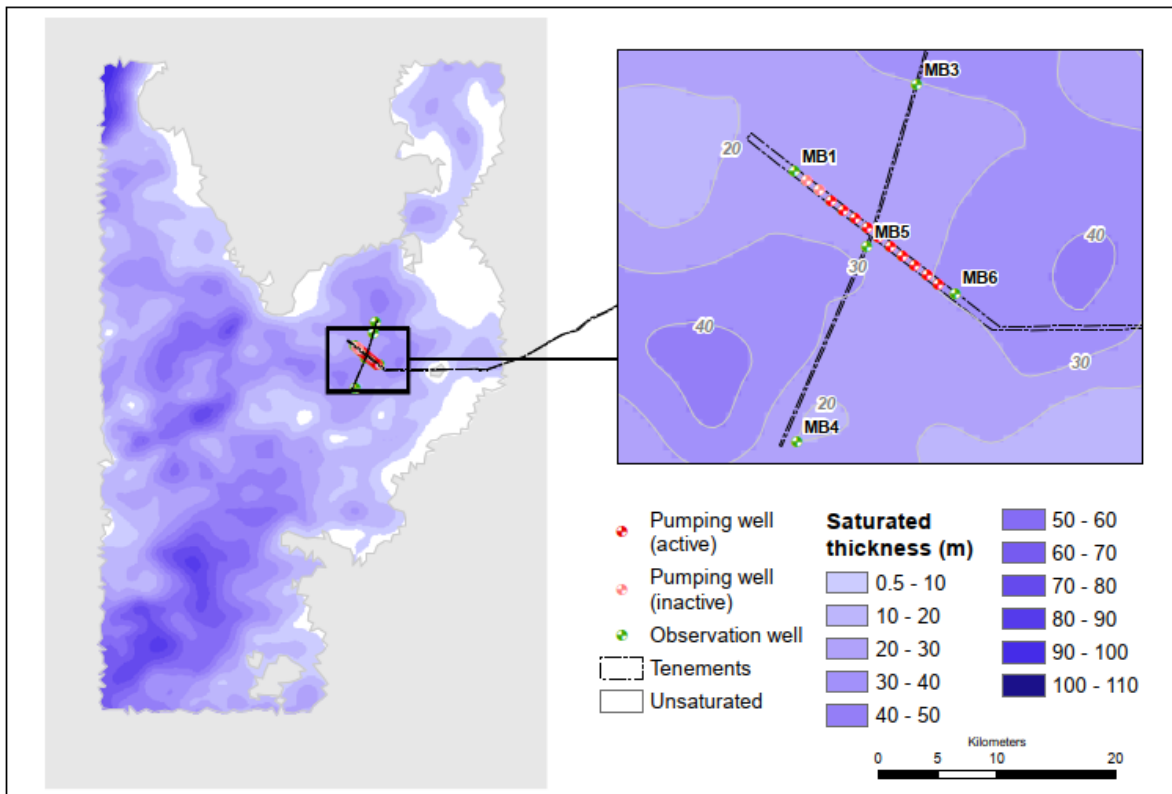 MB3
20
MB1
MB5
40
30
MB6
40
30
20
MB4
Pumping well
(active)
Pumping well
(inactive)
Observation well
Tenements
Unsaturated
Saturated
thickness (m)
0.5 - 10
10 - 20
20 - 30
30 - 40
40 - 50
50 - 60
60 - 70
70 - 80
80 - 90
90 - 100
100 - 110
Kilometers
0 5 10 20